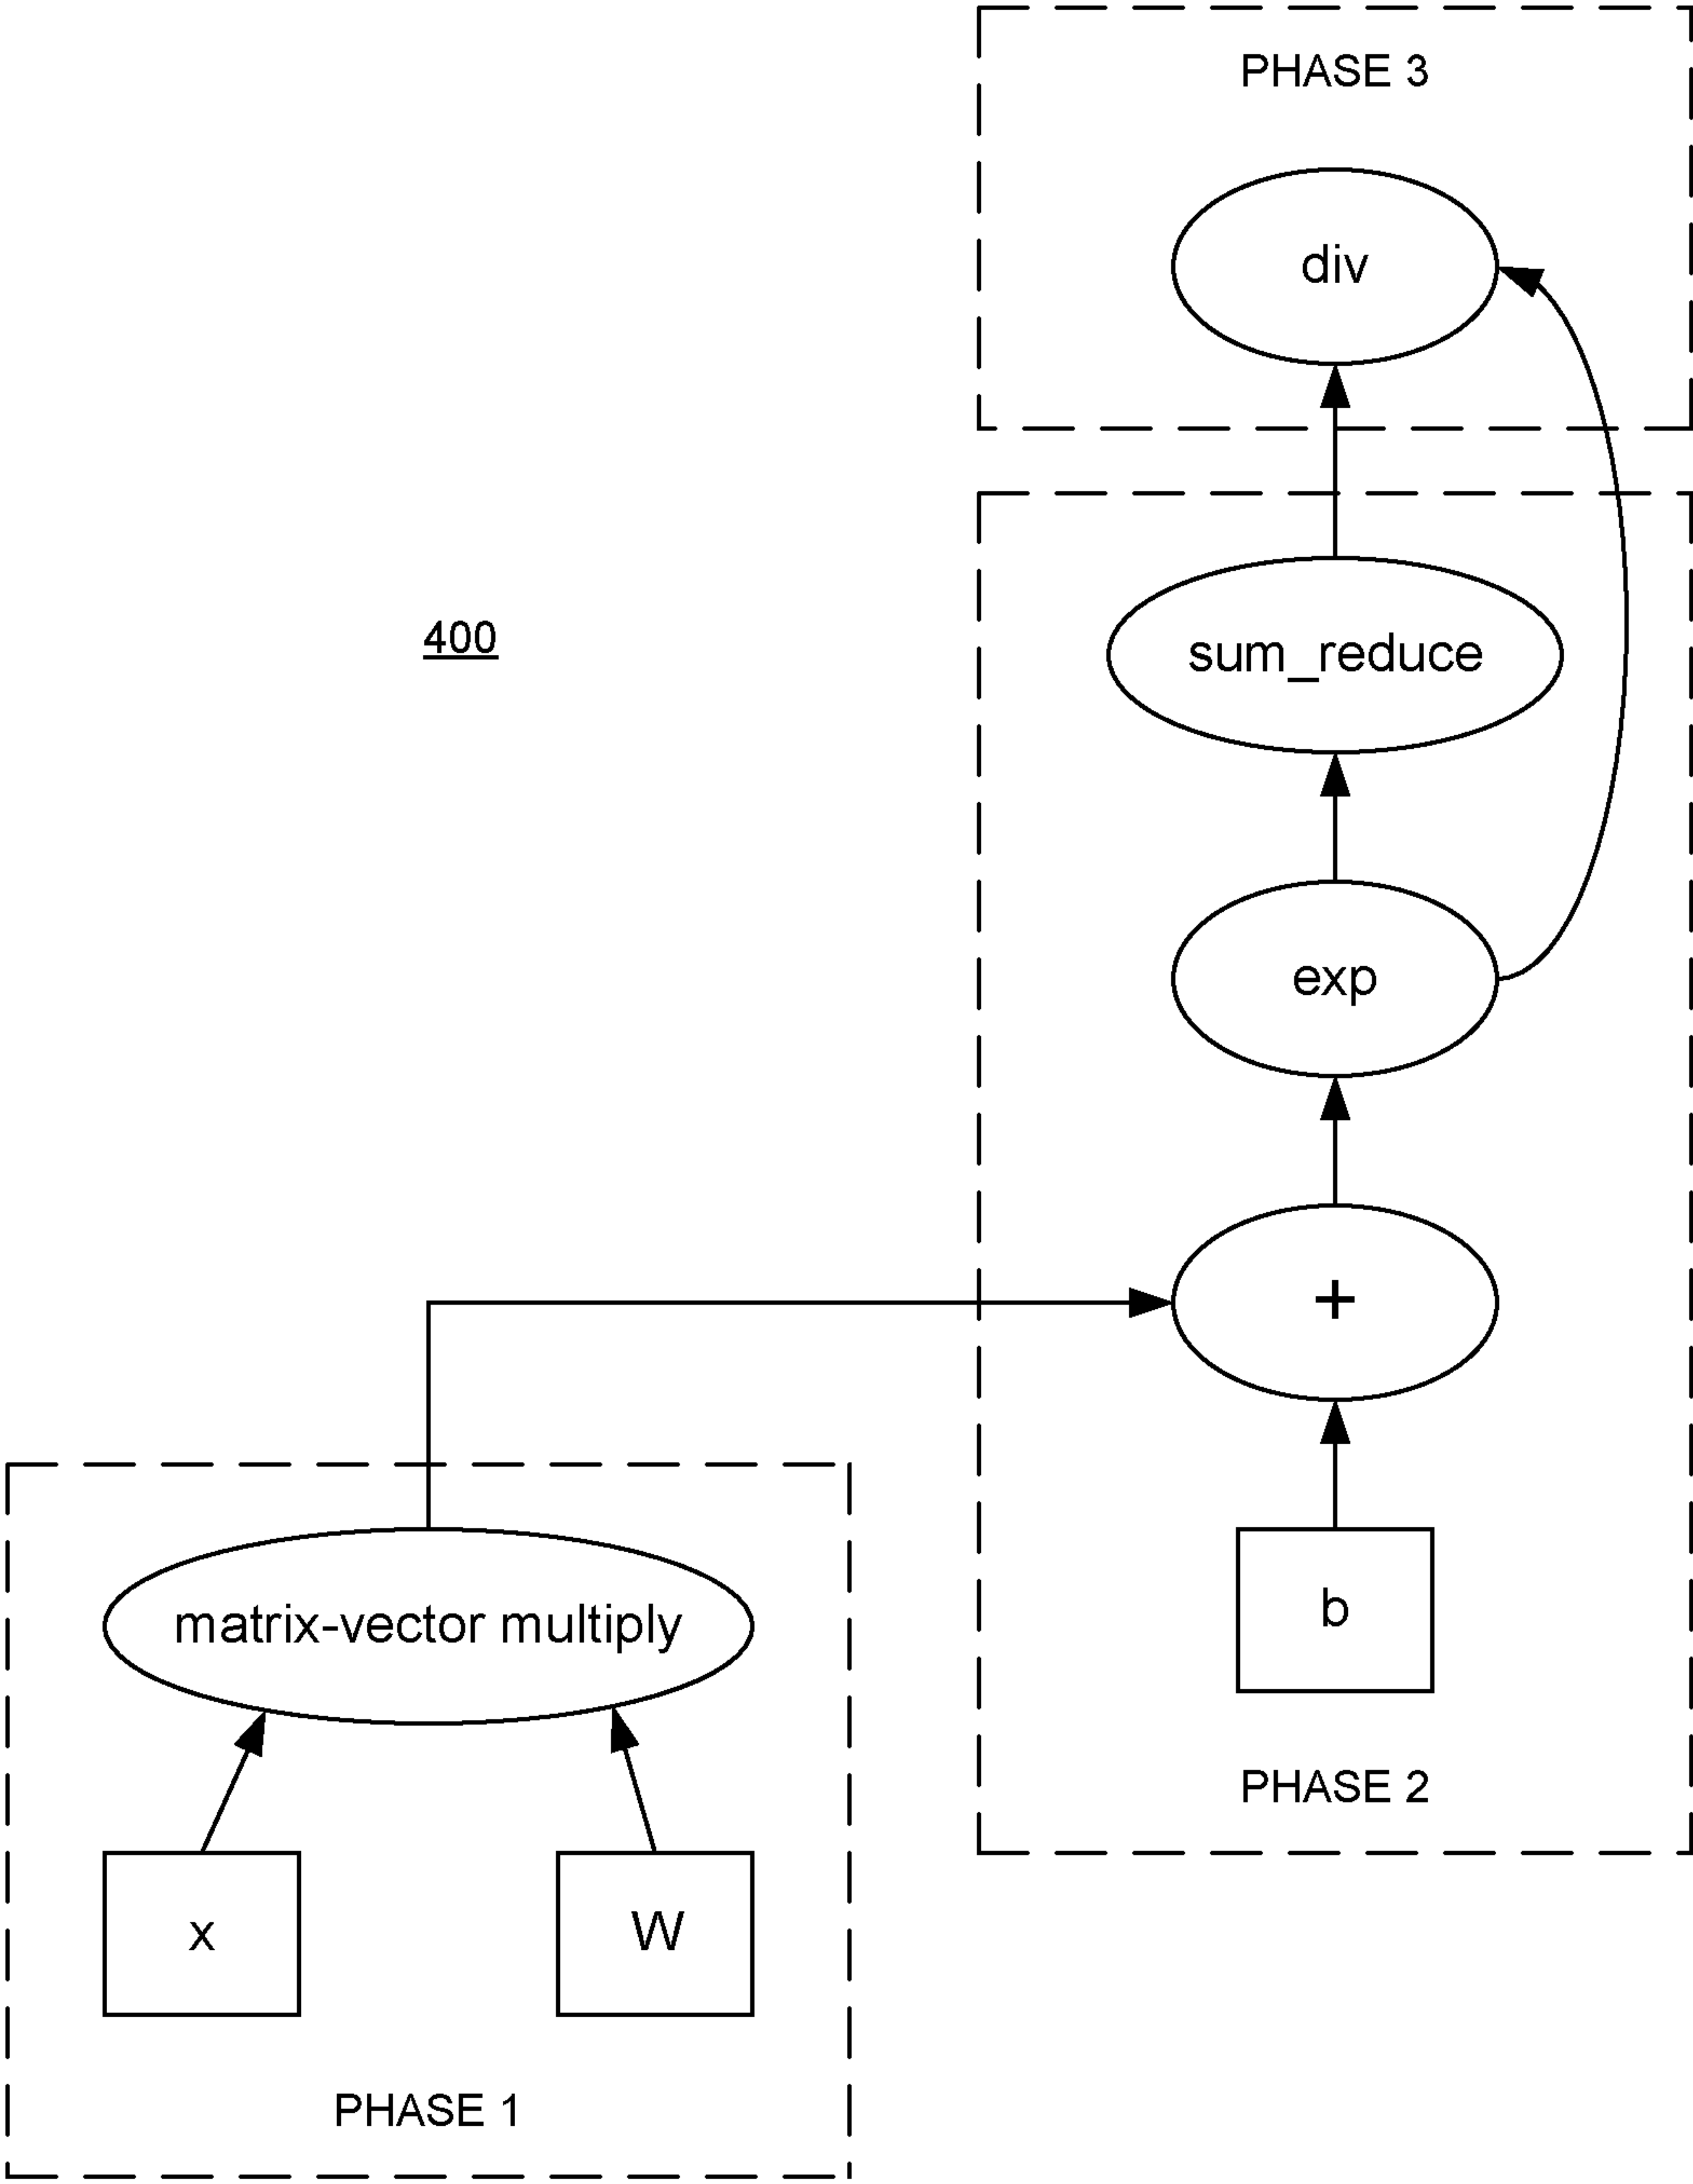 PHASE 3
div
400
sum_reduce
exp
+
b
matrix-vector multiply
PHASE 2
x
W
PHASE 1